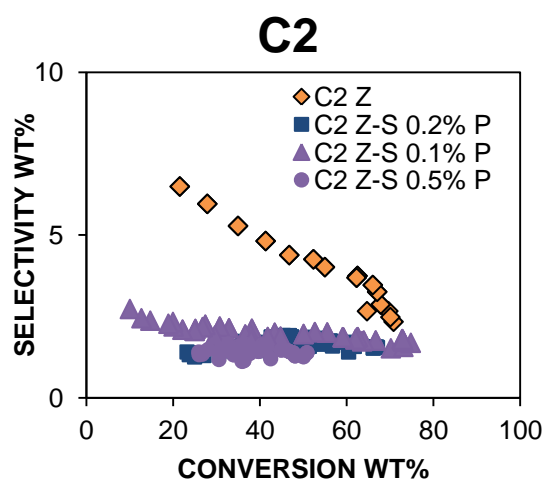 C2
10
C2 Z
C2 Z-S 0.2% P
C2 Z-S 0.1% P
C2 Z-S 0.5% P
5
0
SELECTIVITY WT%
0 20 40 60 80 100
CONVERSION WT%